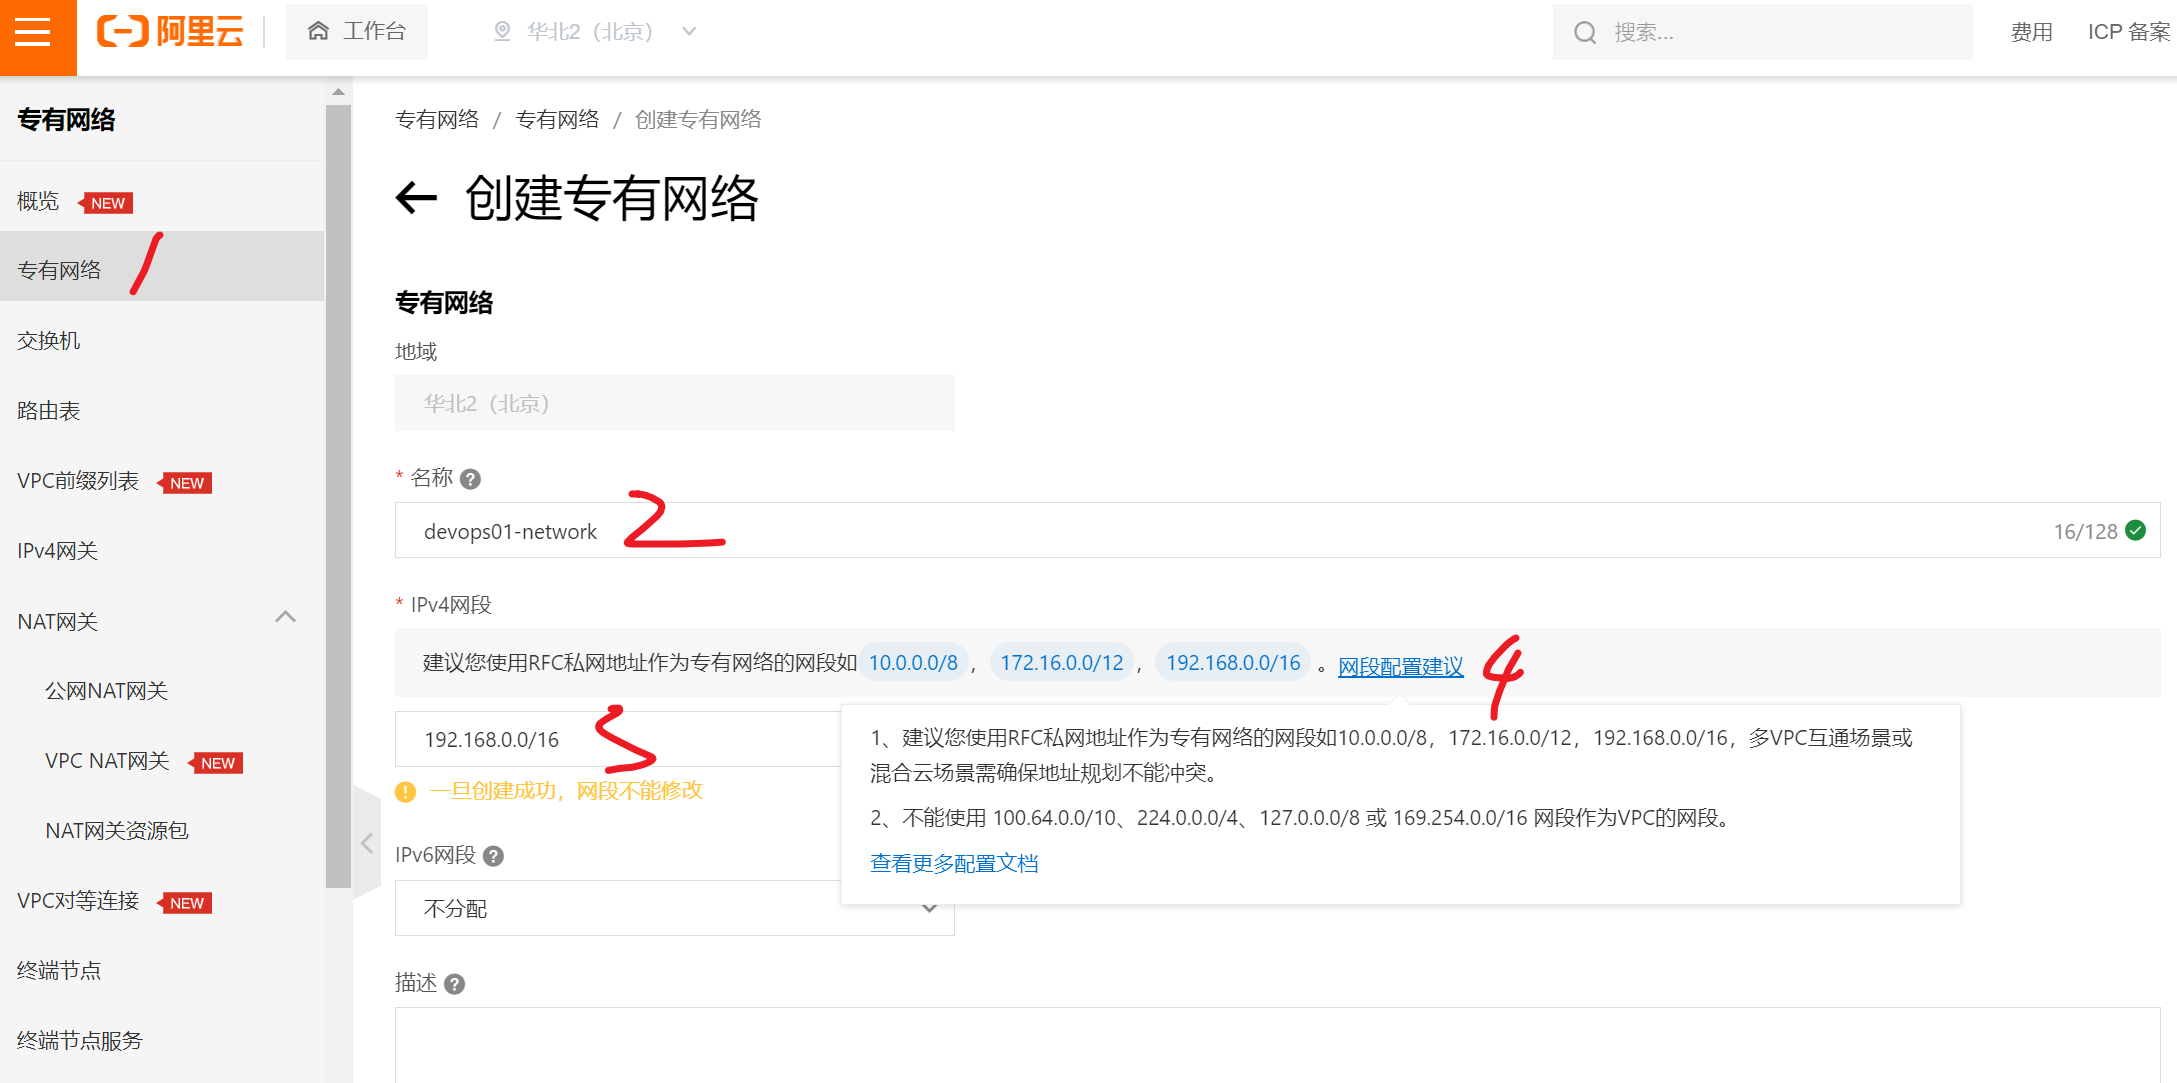 阿里云
工作台
华北2（北京）
搜索...
费用
ICP 备案
专有网络
概览 NEW
专有网络 1
交换机
路由表
VPC前缀列表 NEW
IPv4网关
NAT网关
公网NAT网关
VPC NAT网关 NEW
NAT网关资源包
VPC对等连接 NEW
终端节点
终端节点服务
专有网络 / 专有网络 / 创建专有网络
创建专有网络
专有网络
地域
华北2（北京）
* 名称 ?
devops01-network 2 16/128
* IPv4网段
建议您使用RFC私网地址作为专有网络的网段如 10.0.0.0/8 ， 172.16.0.0/12 ， 192.168.0.0/16 。网段配置建议 4
192.168.0.0/16 5
! 一旦创建成功，网段不能修改
1、建议您使用RFC私网地址作为专有网络的网段如10.0.0.0/8，172.16.0.0/12，192.168.0.0/16，多VPC互通场景或
混合云场景需确保地址规划不能冲突。
2、不能使用 100.64.0.0/10、224.0.0.0/4、127.0.0.0/8 或 169.254.0.0/16 网段作为VPC的网段。
查看更多配置文档
IPv6网段 ?
不分配
描述 ?